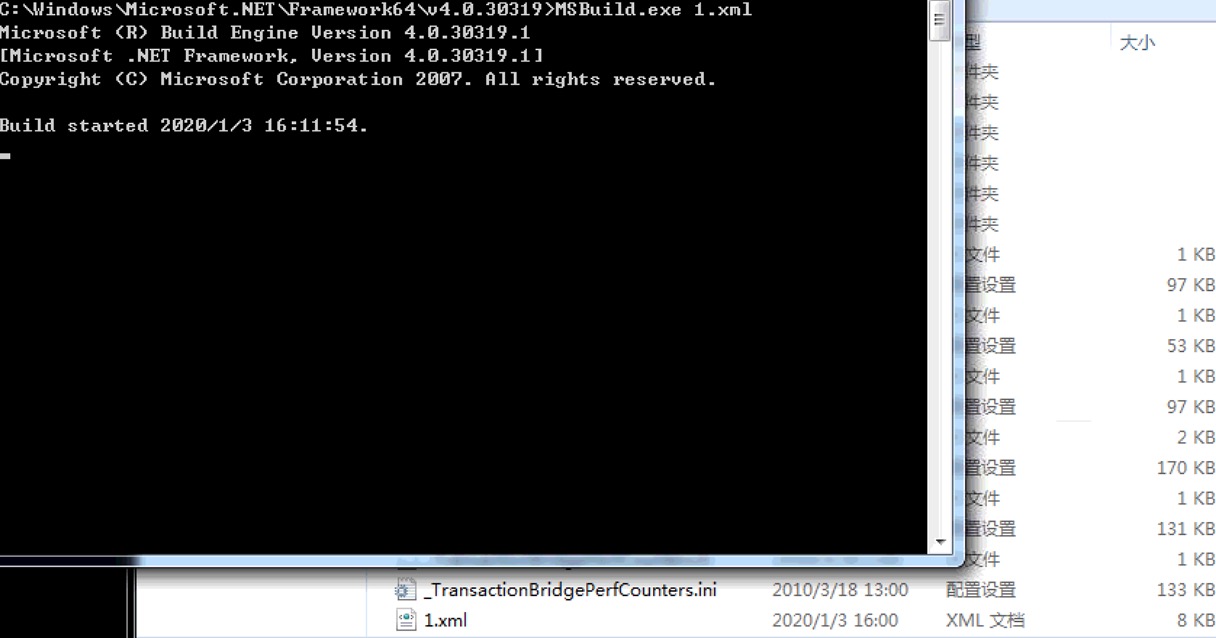 C:\Windows\Microsoft.NET\Framework64\v4.0.30319>MSBuild.exe 1.xml
Microsoft (R) Build Engine Version 4.0.30319.1
[Microsoft .NET Framework, Version 4.0.30319.1]
Copyright (C) Microsoft Corporation 2007. All rights reserved.
Build started 2020/1/3 16:11:54.
型 大小
件夹
件夹
件夹
件夹
件夹
件夹
文件 1 KB
置设置 97 KB
文件 1 KB
置设置 53 KB
文件 1 KB
置设置 97 KB
文件 2 KB
置设置 170 KB
文件 1 KB
置设置 131 KB
文件 1 KB
_TransactionBridgePerfCounters.ini 2010/3/18 13:00 配置设置 133 KB
1.xml 2020/1/3 16:00 XML 文档 8 KB